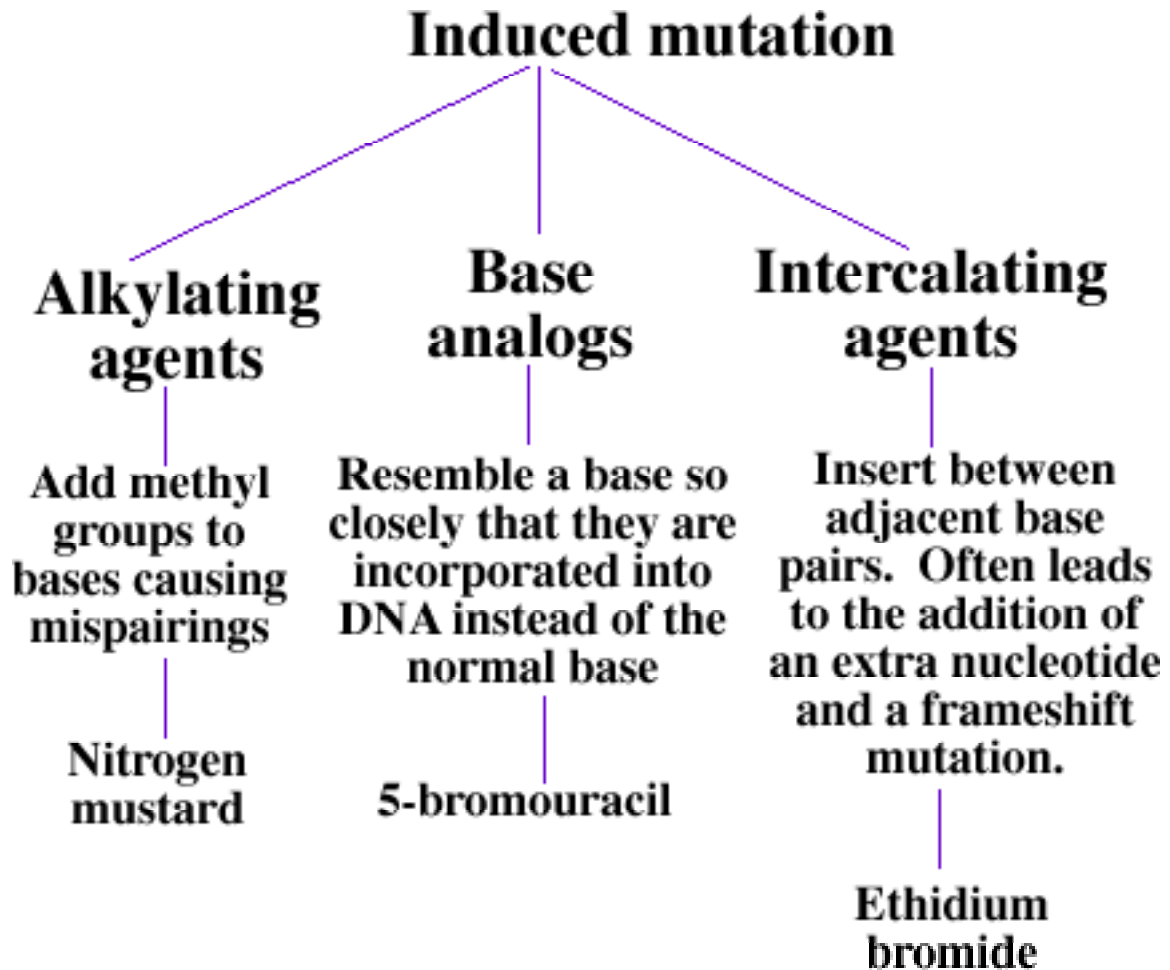 Induced mutation
Alkylating
agents
Add methyl
groups to
bases causing
mispairings
Nitrogen
mustard
Base
analogs
Resemble a base so
closely that they are
incorporated into
DNA instead of the
normal base
5-bromouracil
Intercalating
agents
Insert between
adjacent base
pairs.  Often leads
to the addition of
an extra nucleotide
and a frameshift
mutation.
Ethidium
bromide